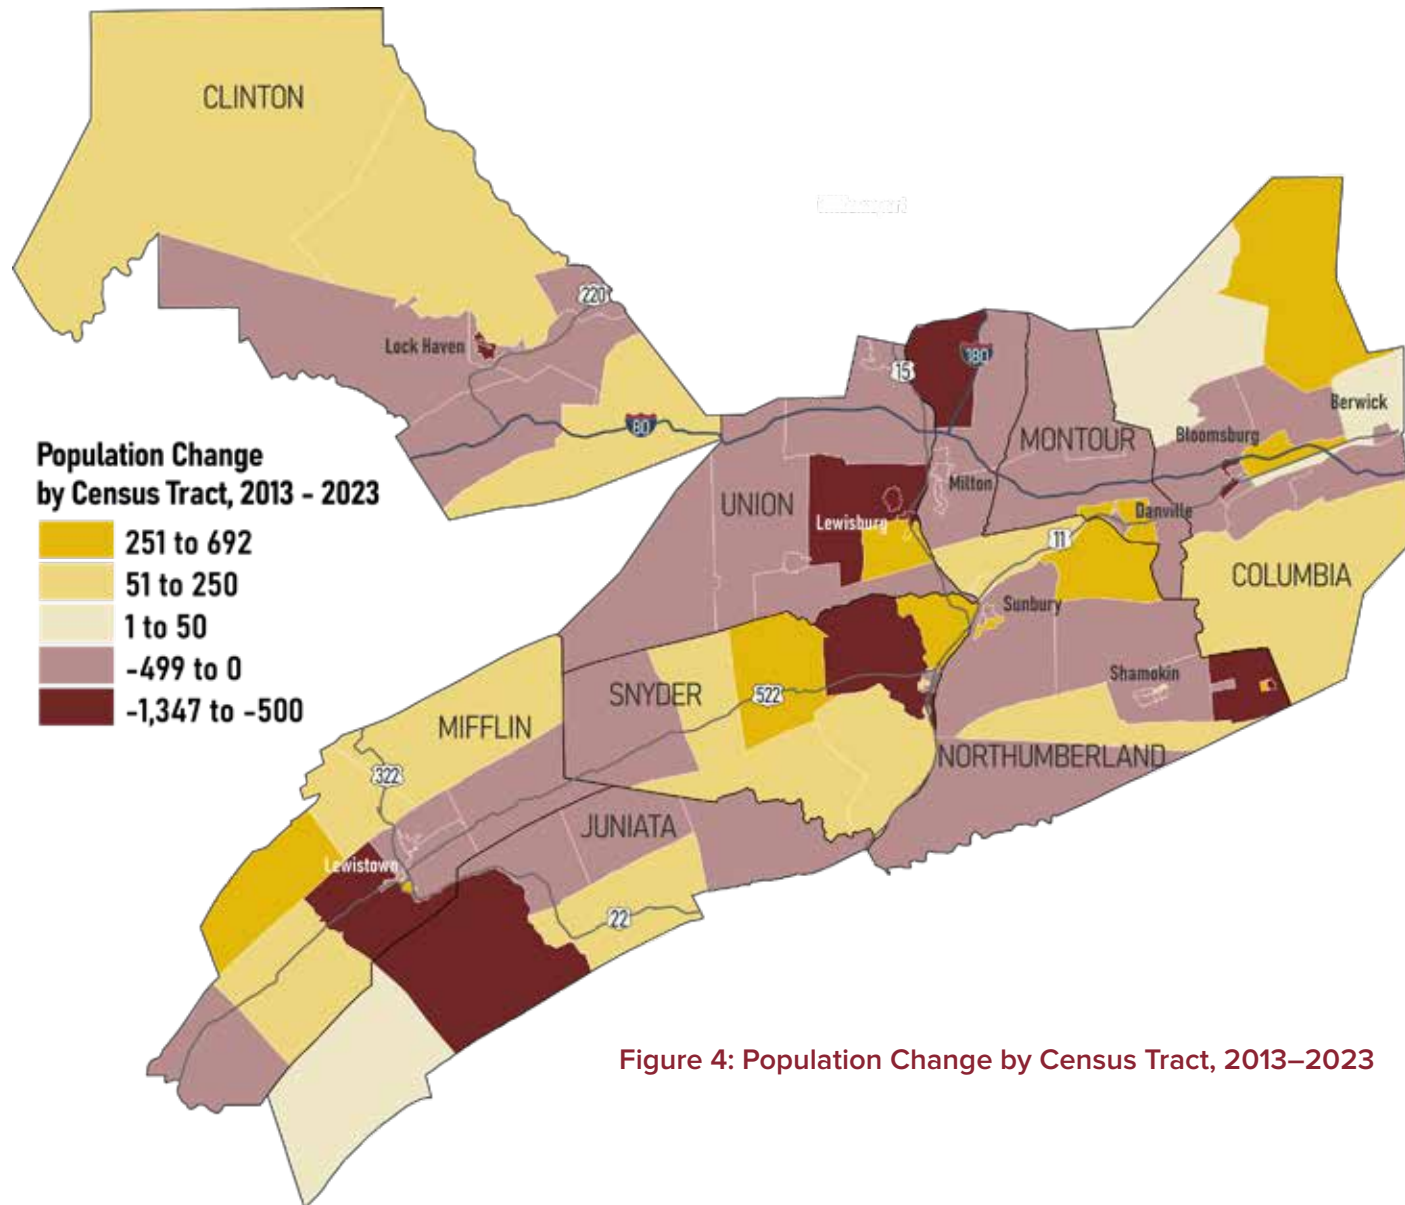 CLINTON
220
Lock Haven
80
Population Change
by Census Tract, 2013 - 2023
251 to 692
51 to 250
1 to 50
-499 to 0
-1,347 to -500
15
180
MONTOUR
Berwick
Bloomsburg
UNION
Milton
Lewisburg
Danville
11
COLUMBIA
Sunbury
Shamokin
SNYDER
522
MIFFLIN
NORTHUMBERLAND
322
JUNIATA
Lewistown
22
Figure 4: Population Change by Census Tract, 2013–2023